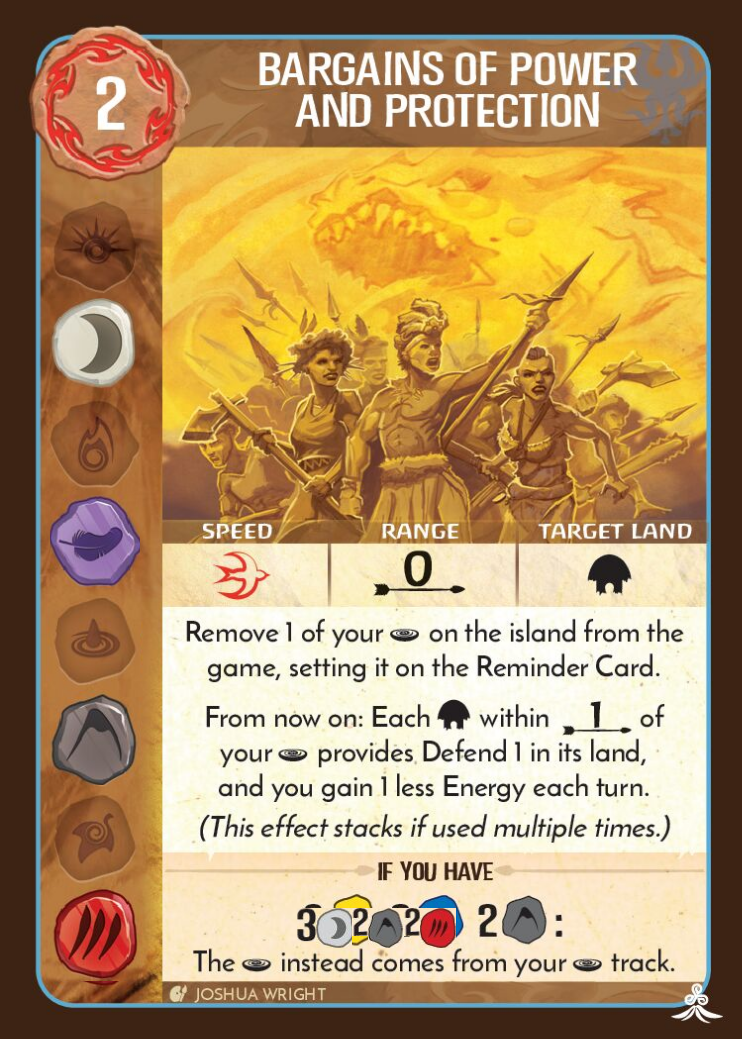 2
BARGAINS OF POWER
AND PROTECTION
SPEED RANGE TARGET LAND
0
Remove 1 of your on the island from the
game, setting it on the Reminder Card.
From now on: Each within 1 of
your provides Defend 1 in its land,
and you gain 1 less Energy each turn.
(This effect stacks if used multiple times.)
IF YOU HAVE
3 2 2 2 :
The instead comes from your track.
JOSHUA WRIGHT